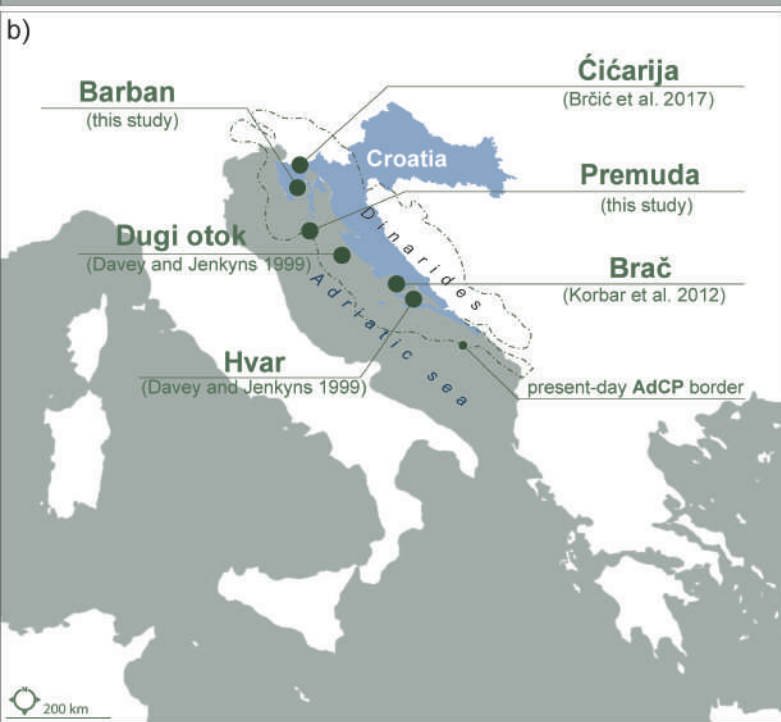 b)
Ćićarija
(Brčić et al. 2017)
Barban
(this study)
Croatia
Premuda
(this study)
Dinarides
Dugi otok
(Davey and Jenkyns 1999)
Brač
(Korbar et al. 2012)
Adriatic sea
Hvar
(Davey and Jenkyns 1999)
present-day AdCP border
200 km